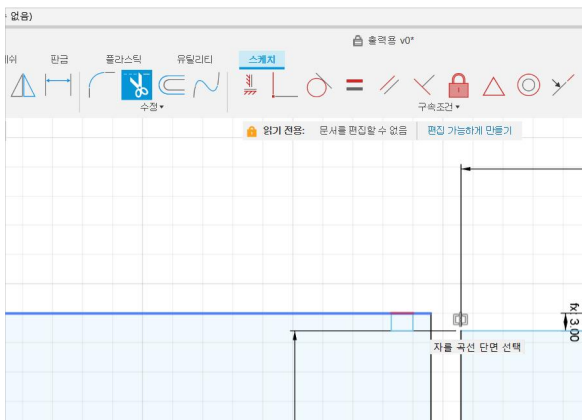 없음)
출력용 v0*
메쉬 판금 플라스틱 유틸리티 스케치
수정▾ 구속조건▾
읽기 전용: 문서를 편집할 수 없음 편집 가능하게 만들기
fx: 3.00
자를 곡선 단면 선택